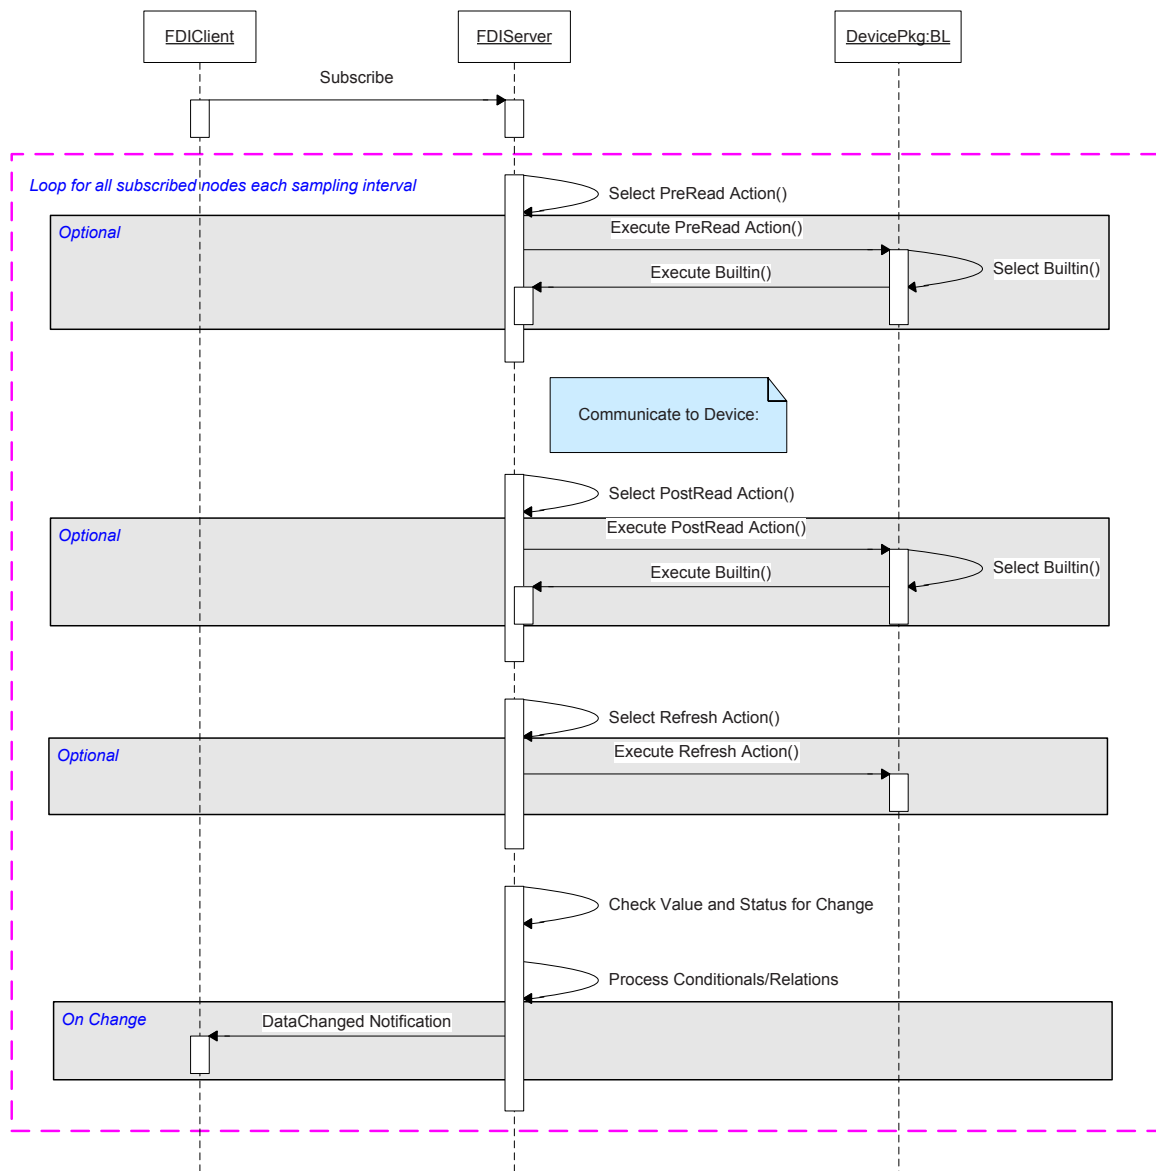 FDIClient
FDIServer
DevicePkg:BL
Subscribe
Loop for all subscribed nodes each sampling interval
Select PreRead Action()
Optional
Execute PreRead Action()
Select Builtin()
Execute Builtin()
Communicate to Device:
Select PostRead Action()
Optional
Execute PostRead Action()
Select Builtin()
Execute Builtin()
Select Refresh Action()
Optional
Execute Refresh Action()
Check Value and Status for Change
Process Conditionals/Relations
On Change
DataChanged Notification